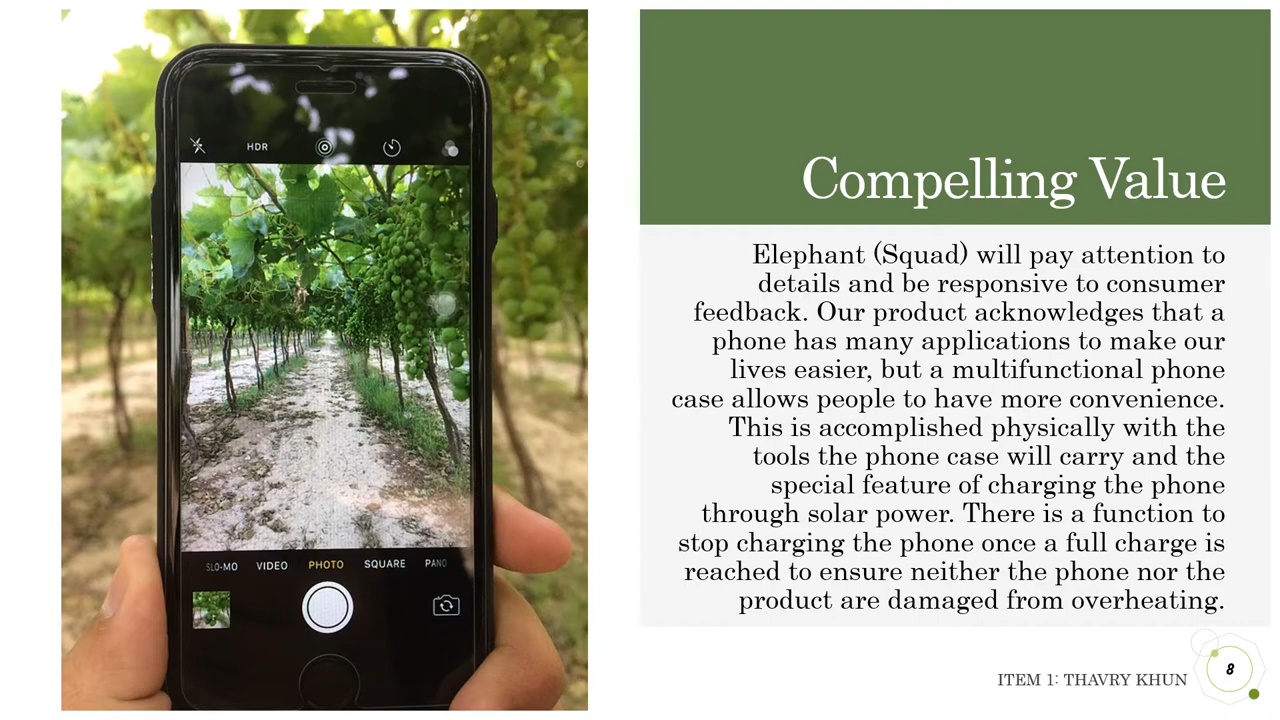 HDR
SLO-MO VIDEO PHOTO SQUARE PANO
Compelling Value
Elephant (Squad) will pay attention to
details and be responsive to consumer
feedback. Our product acknowledges that a
phone has many applications to make our
lives easier, but a multifunctional phone
case allows people to have more convenience.
This is accomplished physically with the
tools the phone case will carry and the
special feature of charging the phone
through solar power. There is a function to
stop charging the phone once a full charge is
reached to ensure neither the phone nor the
product are damaged from overheating.
ITEM 1: THAVRY KHUN
8